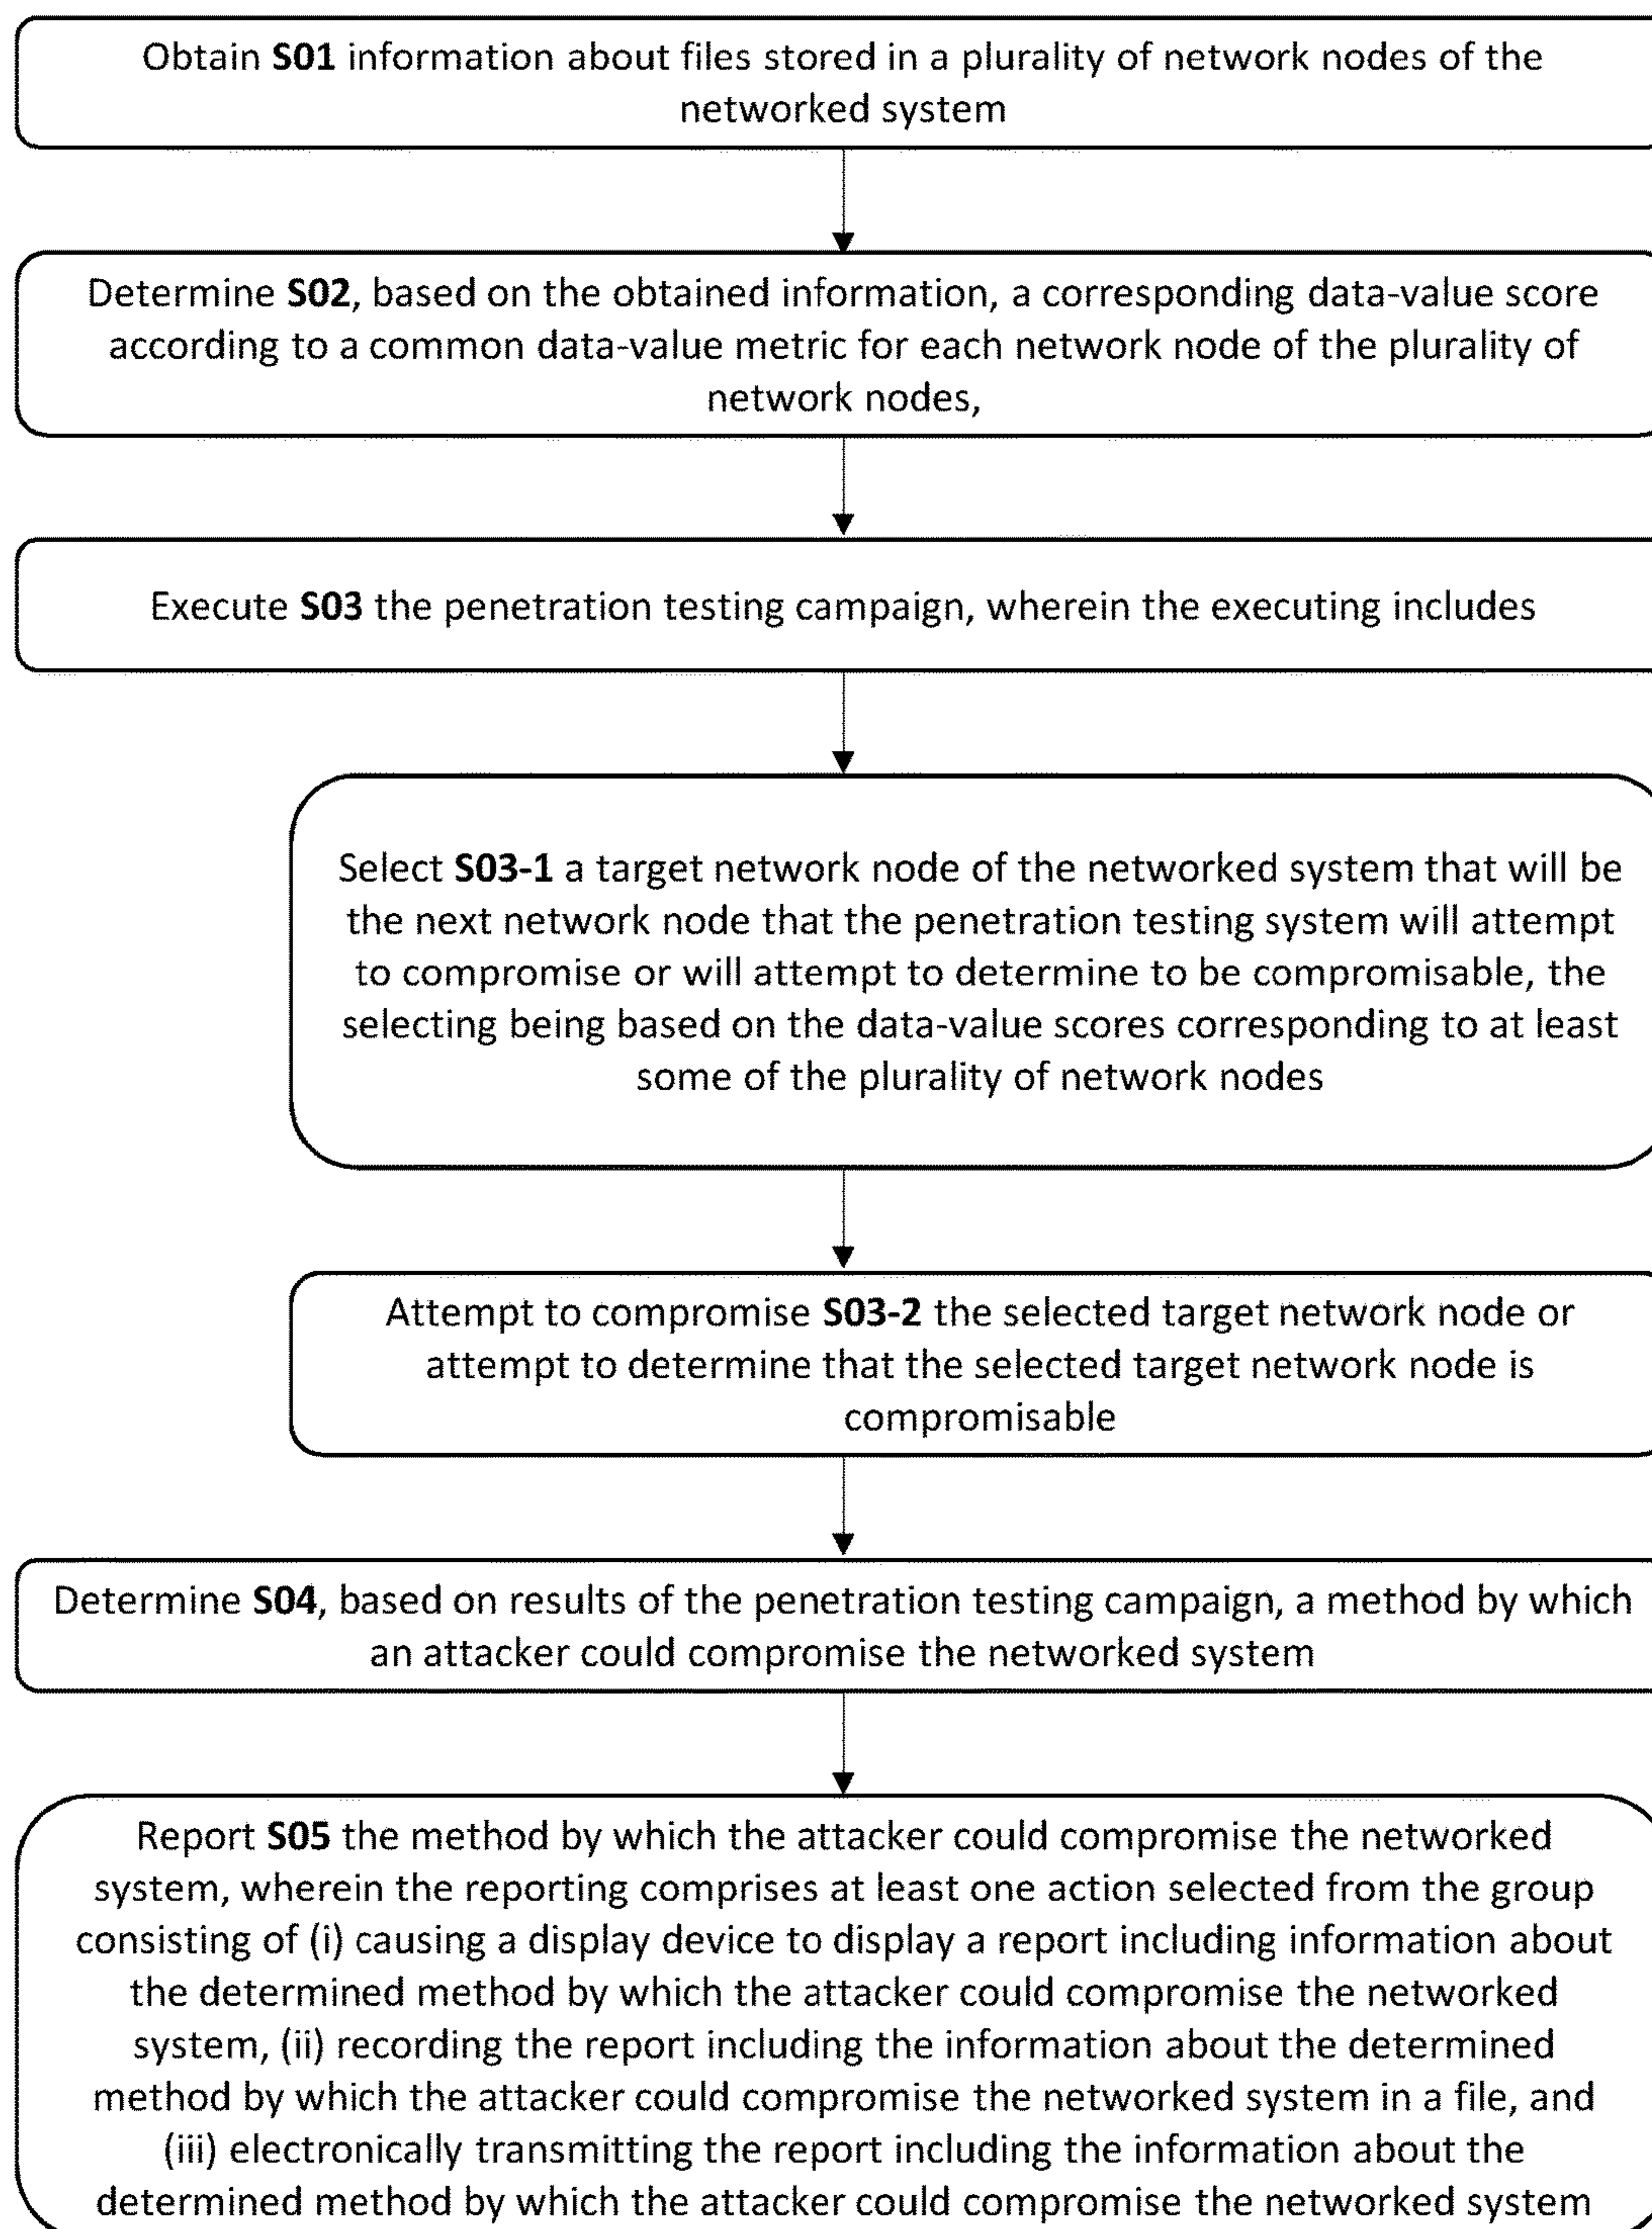 Obtain S01 information about files stored in a plurality of network nodes of the
networked system
Determine S02, based on the obtained information, a corresponding data-value score
according to a common data-value metric for each network node of the plurality of
network nodes,
Execute S03 the penetration testing campaign, wherein the executing includes
Select S03-1 a target network node of the networked system that will be
the next network node that the penetration testing system will attempt
to compromise or will attempt to determine to be compromisable, the
selecting being based on the data-value scores corresponding to at least
some of the plurality of network nodes
Attempt to compromise S03-2 the selected target network node or
attempt to determine that the selected target network node is
compromisable
Determine S04, based on results of the penetration testing campaign, a method by which
an attacker could compromise the networked system
Report S05 the method by which the attacker could compromise the networked
system, wherein the reporting comprises at least one action selected from the group
consisting of (i) causing a display device to display a report including information about
the determined method by which the attacker could compromise the networked
system, (ii) recording the report including the information about the determined
method by which the attacker could compromise the networked system in a file, and
(iii) electronically transmitting the report including the information about the
determined method by which the attacker could compromise the networked system